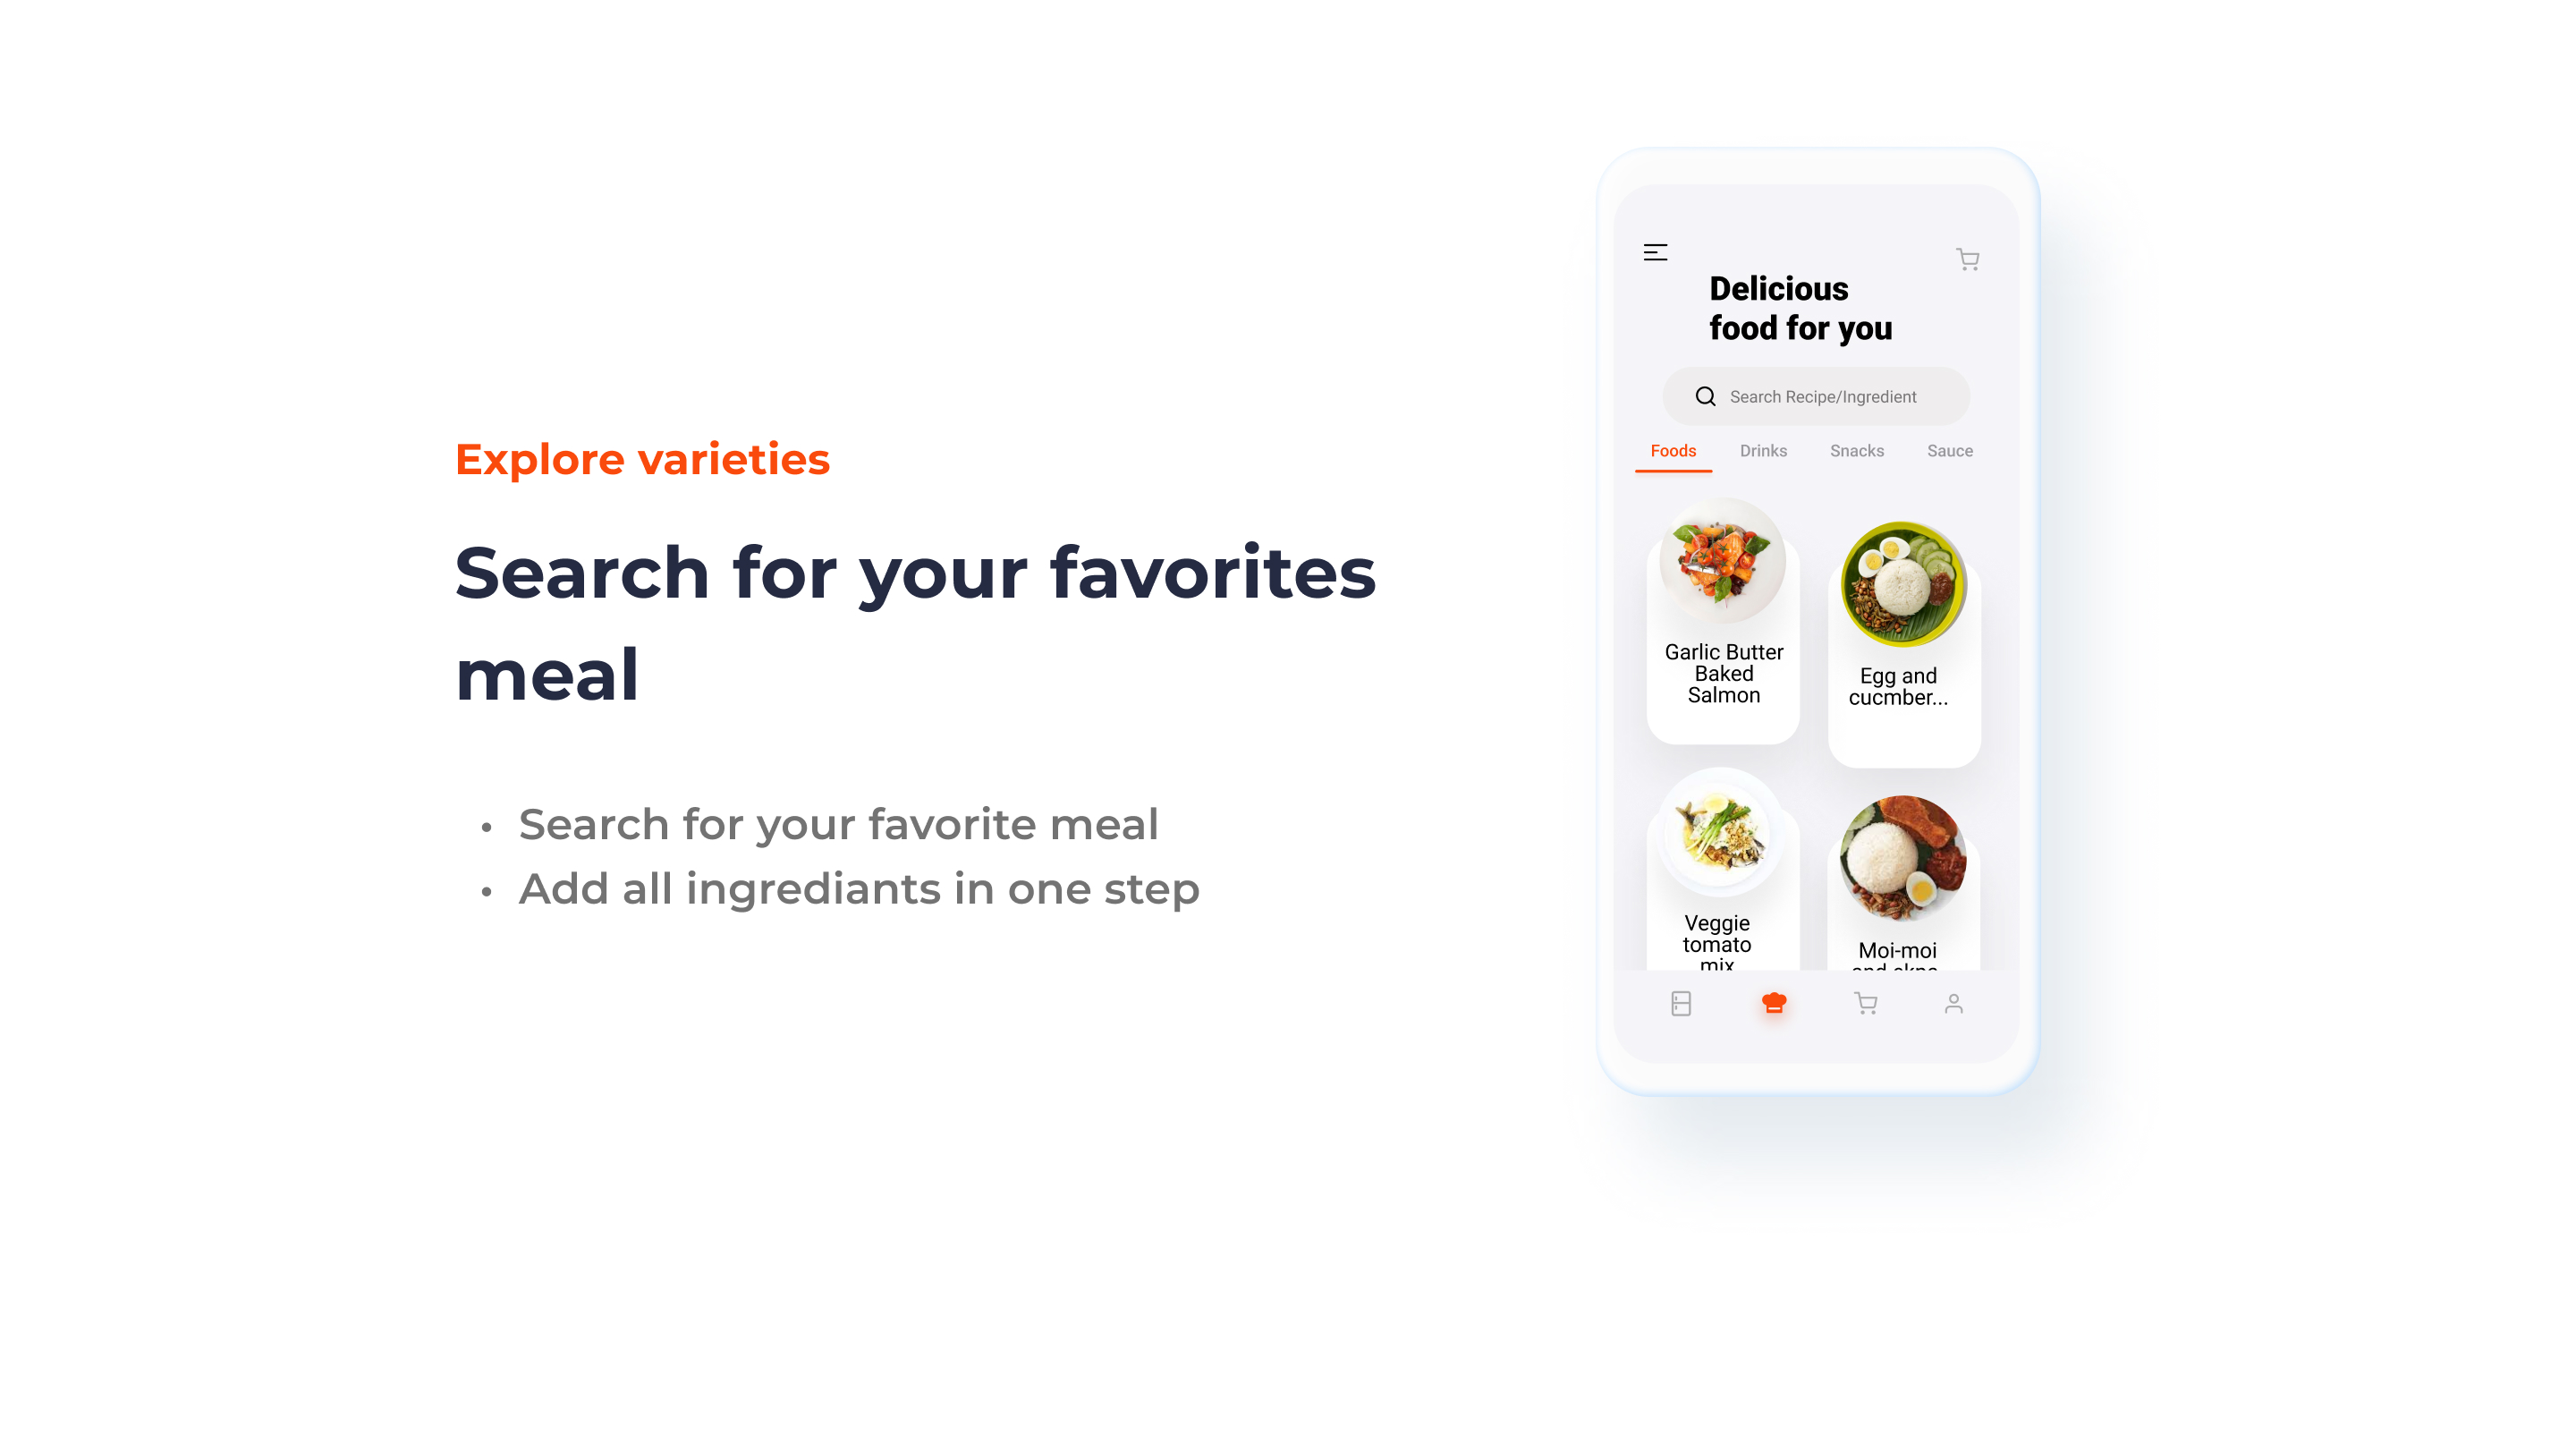 Explore varieties
Search for your favorites
meal
• Search for your favorite meal
• Add all ingrediants in one step
Delicious
food for you
Search Recipe/Ingredient
Foods Drinks Snacks Sauce
Garlic Butter
Baked
Salmon
Egg and
cucmber...
Veggie
tomato
mix
Moi-moi
and